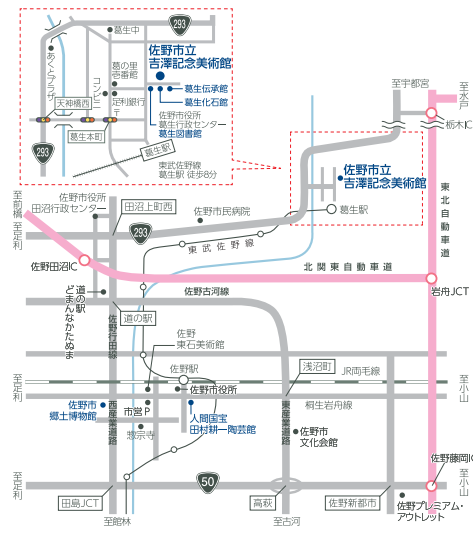 293
葛生中
佐野市立
吉澤記念美術館
あくどプラザ
葛の里
壱番館
コンビニ
葛生伝承館
足利銀行
葛生化石館
天神橋西
〒
佐野市役所
葛生行政センター
葛生図書館
葛生本町
293
葛生駅
東武佐野線
葛生駅 徒歩8分
至宇都宮
至水戸
栃木IC
佐野市立
吉澤記念美術館
東北自動車道
至前橋
佐野市役所
田沼行政センター
田沼上町西
佐野市民病院
葛生駅
至足利
293
東武佐野線
佐野田沼IC
北関東自動車道
岩舟JCT
道の駅
どまんなかたぬま
佐野古河線
道の駅
佐野行田線
佐野
東石美術館
浅沼町
佐野駅
JR両毛線
至足利
佐野市役所
至小山
佐野市
郷土博物館
西産業道路
市営P
人間国宝
田村耕一陶芸館
東産業道路
桐生岩舟線
惣宗寺
佐野市
文化会館
佐野藤岡IC
至足利
50
至小山
田島JCT
高萩
佐野新都市
佐野プレミアム・
アウトレット
至館林
至古河